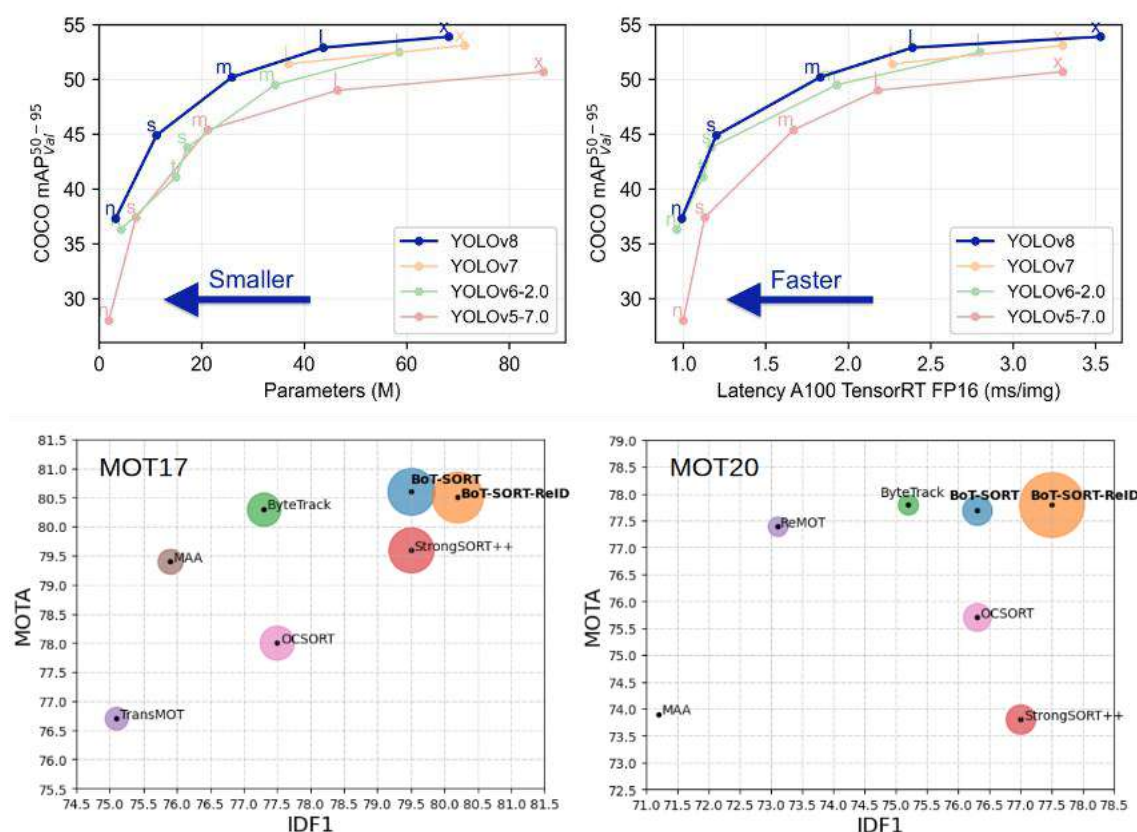 55
50
45
40
35
30
COCO mAP50−95Val
n
s
m
l
x
l
x
t
s
m
l
n
s
m
l
x
Smaller
YOLOv8
YOLOv7
YOLOv6-2.0
YOLOv5-7.0
0 20 40 60 80
Parameters (M)
55
50
45
40
35
30
COCO mAP50−95Val
n
s
m
l
x
l
n
s
m
l
x
Faster
YOLOv8
YOLOv7
YOLOv6-2.0
YOLOv5-7.0
1.0 1.5 2.0 2.5 3.0 3.5
Latency A100 TensorRT FP16 (ms/img)
MOT17
81.5
81.0
80.5
80.0
79.5
79.0
78.5
78.0
77.5
77.0
76.5
76.0
75.5
MOTA
BoT-SORT
BoT-SORT-ReID
ByteTrack
StrongSORT++
MAA
OCSORT
TransMOT
74.5 75.0 76.0 76.5 77.0 77.5 78.0 78.5 79.0 79.5 80.0 80.5 81.0 81.5
IDF1
MOT20
79.0
78.5
78.0
77.5
77.0
76.5
76.0
75.5
75.0
74.5
74.0
73.5
73.0
72.5
MOTA
ByteTrack
BoT-SORT
BoT-SORT-ReID
ReMOT
OCSORT
MAA
StrongSORT++
71.0 71.5 72.0 72.5 73.0 73.5 74.0 74.5 75.0 75.5 76.0 76.5 77.0 77.5 78.0 78.5
IDF1